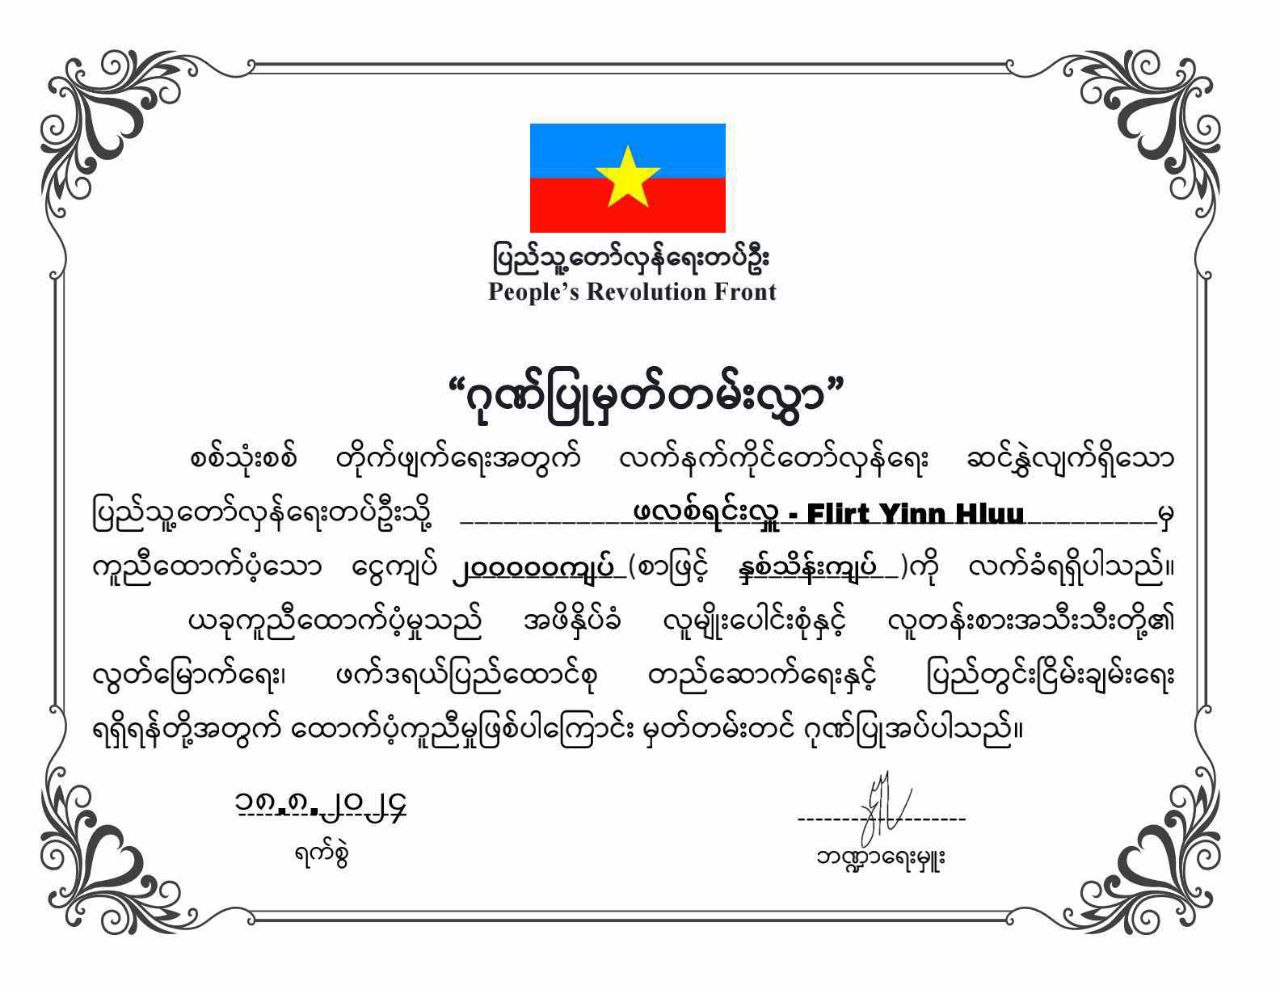 ပြည်သူ့တော်လှန်ရေးတပ်ဦး
People's Revolution Front
“ဂုဏ်ပြုမှတ်တမ်းလွှာ”
စစ်သုံးစစ် တိုက်ဖျက်ရေးအတွက် လက်နက်ကိုင်တော်လှန်ရေး ဆင်နွှဲလျက်ရှိသော
ပြည်သူ့တော်လှန်ရေးတပ်ဦးသို့ ဖလစ်ရင်းလှူ - Flirt Yinn Hluu မှ
ကူညီထောက်ပံ့သော ငွေကျပ် ၂၀၀၀၀၀ကျပ် (စာဖြင့် နှစ်သိန်းကျပ် )ကို လက်ခံရရှိပါသည်။
ယခုကူညီထောက်ပံ့မှုသည် အဖိနှိပ်ခံ လူမျိုးပေါင်းစုံနှင့် လူတန်းစားအသီးသီးတို့၏
လွတ်မြောက်ရေး၊ ဖက်ဒရယ်ပြည်ထောင်စု တည်ဆောက်ရေးနှင့် ပြည်တွင်းငြိမ်းချမ်းရေး
ရရှိရန်တို့အတွက် ထောက်ပံ့ကူညီမှုဖြစ်ပါကြောင်း မှတ်တမ်းတင် ဂုဏ်ပြုအပ်ပါသည်။
၁၈.၈.၂၀၂၄
ရက်စွဲ
ဘဏ္ဍာရေးမှူး